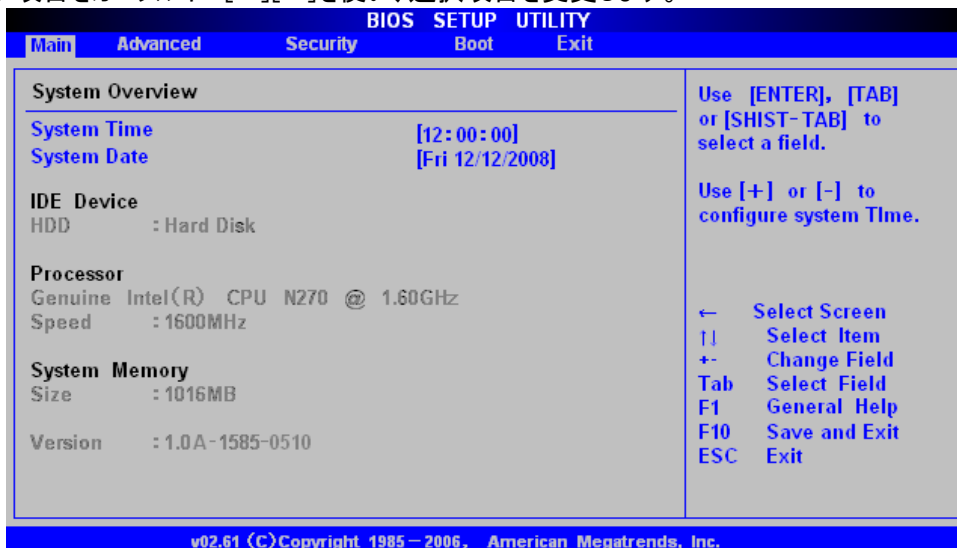 BIOS SETUP UTILITY
Main Advanced Security Boot Exit
System Overview
System Time [12:00:00]
System Date [Fri 12/12/2008]
IDE Device
HDD : Hard Disk
Processor
Genuine Intel(R) CPU N270 @ 1.60GHz
Speed : 1600MHz
System Memory
Size : 1016MB
Version : 1.0A-1585-0510
Use [ENTER], [TAB]
or [SHIST-TAB] to
select a field.
Use [+] or [-] to
configure system TIme.
← Select Screen
↑↓ Select Item
+- Change Field
Tab Select Field
F1 General Help
F10 Save and Exit
ESC Exit
v02.61 (C)Copyright 1985-2006, American Megatrends, Inc.